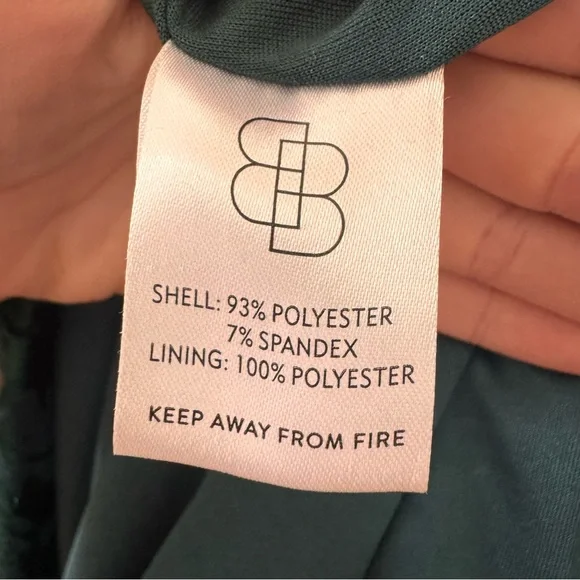 SHELL: 93% POLYESTER
7% SPANDEX
LINING: 100% POLYESTER
KEEP AWAY FROM FIRE